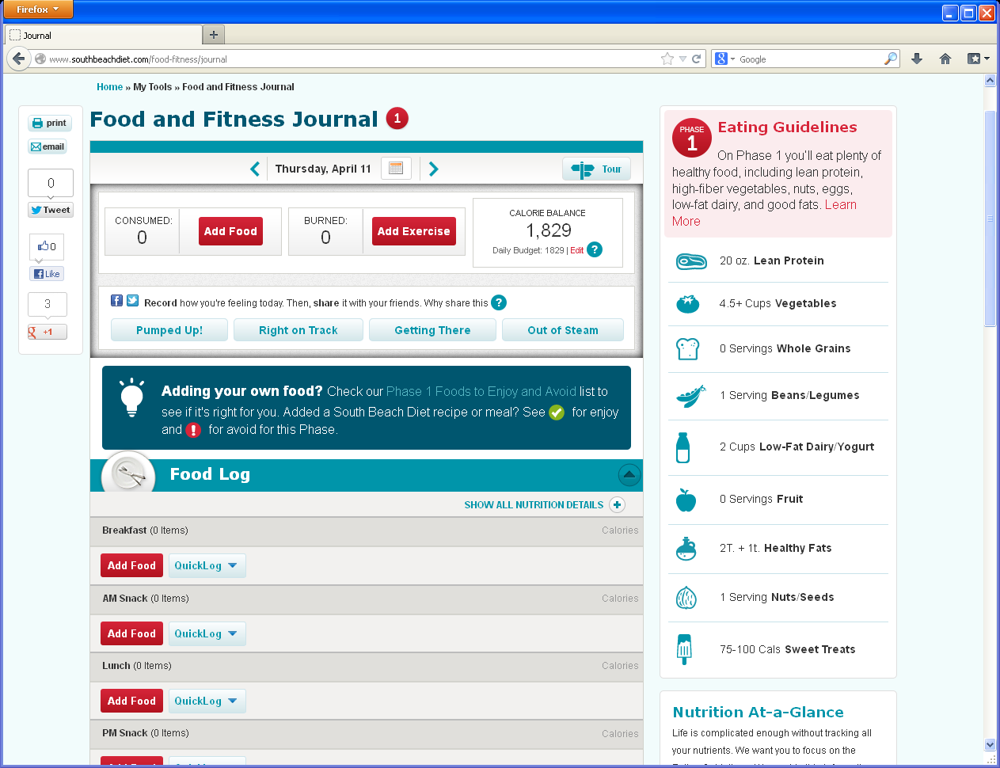 Firefox
Journal
www.southbeachdiet.com/food-fitness/journal
Google
Home » My Tools » Food and Fitness Journal
print
email
0
Tweet
0
Like
3
+1
Food and Fitness Journal 1
Thursday, April 11
Tour
CONSUMED:
0
Add Food
BURNED:
0
Add Exercise
CALORIE BALANCE
1,829
Daily Budget: 1829 | Edit ?
Record how you're feeling today. Then, share it with your friends. Why share this ?
Pumped Up!
Right on Track
Getting There
Out of Steam
Adding your own food? Check our Phase 1 Foods to Enjoy and Avoid list to
see if it's right for you. Added a South Beach Diet recipe or meal? See for enjoy
and ! for avoid for this Phase.
Food Log
SHOW ALL NUTRITION DETAILS +
Breakfast (0 Items) Calories
Add Food QuickLog
AM Snack (0 Items) Calories
Add Food QuickLog
Lunch (0 Items) Calories
Add Food QuickLog
PM Snack (0 Items) Calories
PHASE
1
Eating Guidelines
On Phase 1 you'll eat plenty of
healthy food, including lean protein,
high-fiber vegetables, nuts, eggs,
low-fat dairy, and good fats. Learn
More
20 oz. Lean Protein
4.5+ Cups Vegetables
0 Servings Whole Grains
1 Serving Beans/Legumes
2 Cups Low-Fat Dairy/Yogurt
0 Servings Fruit
2T. + 1t. Healthy Fats
1 Serving Nuts/Seeds
75-100 Cals Sweet Treats
Nutrition At-a-Glance
Life is complicated enough without tracking all
your nutrients. We want you to focus on the